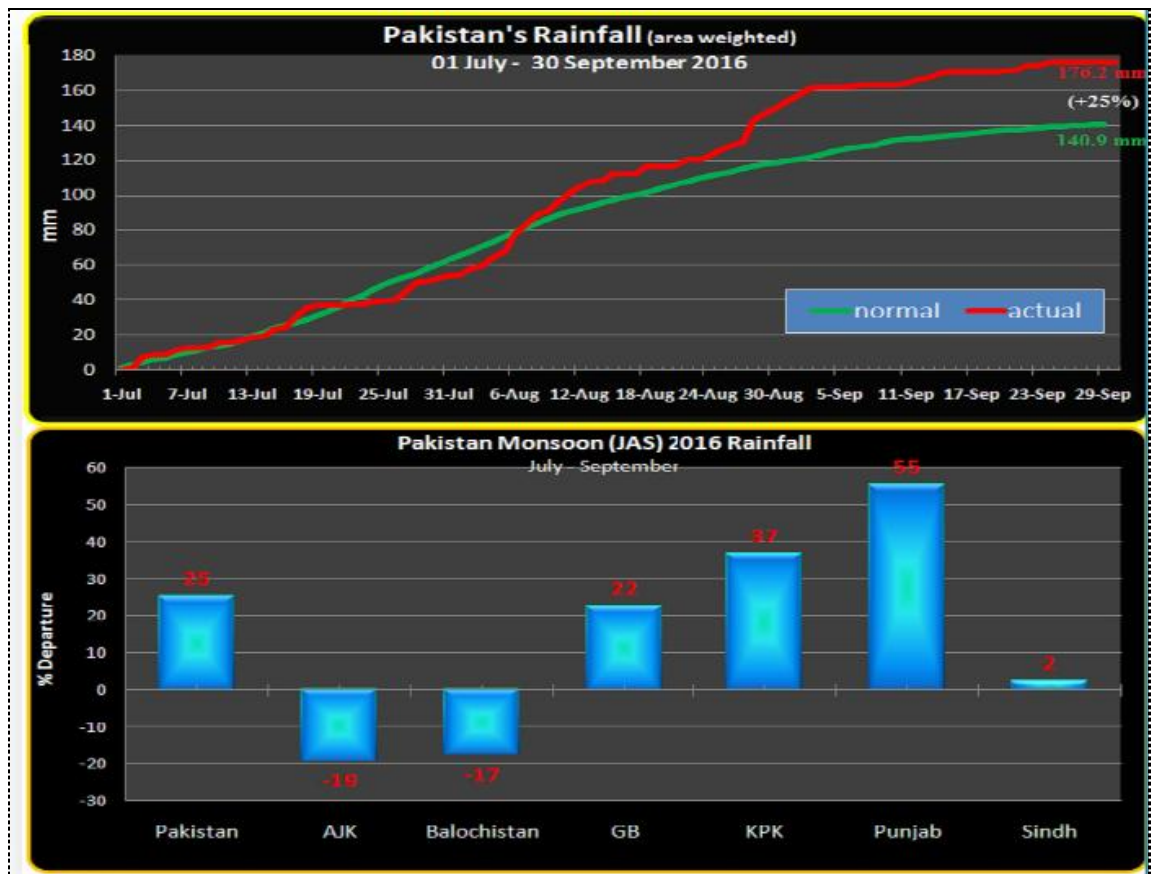 Pakistan's Rainfall (area weighted)
01 July - 30 September 2016
180
160
140
120
100
80
60
40
20
0
mm
176.2 mm
(+25%)
140.9 mm
normal actual
1-Jul 7-Jul 13-Jul 19-Jul 25-Jul 31-Jul 6-Aug 12-Aug 18-Aug 24-Aug 30-Aug 5-Sep 11-Sep 17-Sep 23-Sep 29-Sep
Pakistan Monsoon (JAS) 2016 Rainfall
July - September
60
50
40
30
20
10
0
-10
-20
-30
% Departure
25
-19
-17
22
37
55
2
Pakistan AJK Balochistan GB KPK Punjab Sindh